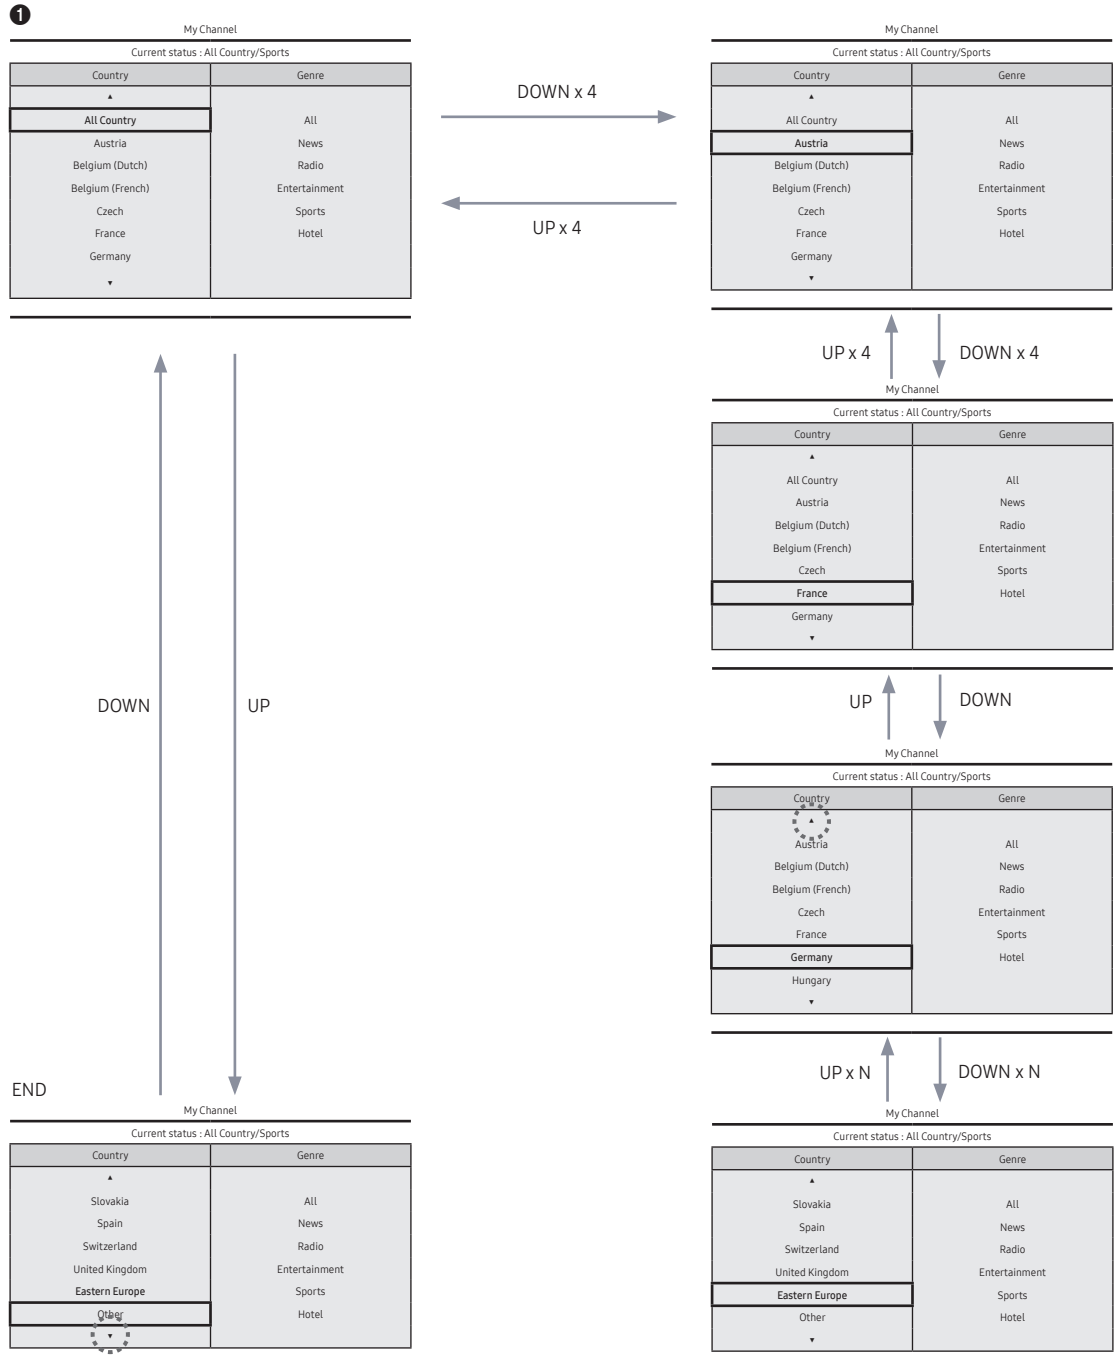 ❶
My Channel
Current status : All Country/Sports
Country Genre
▲
All Country All
Austria News
Belgium (Dutch) Radio
Belgium (French) Entertainment
Czech Sports
France Hotel
Germany
▼
DOWN x 4
UP x 4
My Channel
Current status : All Country/Sports
Country Genre
▲
All Country All
Austria News
Belgium (Dutch) Radio
Belgium (French) Entertainment
Czech Sports
France Hotel
Germany
▼
UP x 4 DOWN x 4
My Channel
Current status : All Country/Sports
Country Genre
▲
All Country All
Austria News
Belgium (Dutch) Radio
Belgium (French) Entertainment
Czech Sports
France Hotel
Germany
▼
DOWN UP
UP DOWN
My Channel
Current status : All Country/Sports
Country Genre
▲
Austria All
Belgium (Dutch) News
Belgium (French) Radio
Czech Entertainment
France Sports
Germany Hotel
Hungary
▼
UP x N DOWN x N
END
My Channel
Current status : All Country/Sports
Country Genre
▲
Slovakia All
Spain News
Switzerland Radio
United Kingdom Entertainment
Eastern Europe Sports
Other Hotel
▼
My Channel
Current status : All Country/Sports
Country Genre
▲
Slovakia All
Spain News
Switzerland Radio
United Kingdom Entertainment
Eastern Europe Sports
Other Hotel
▼